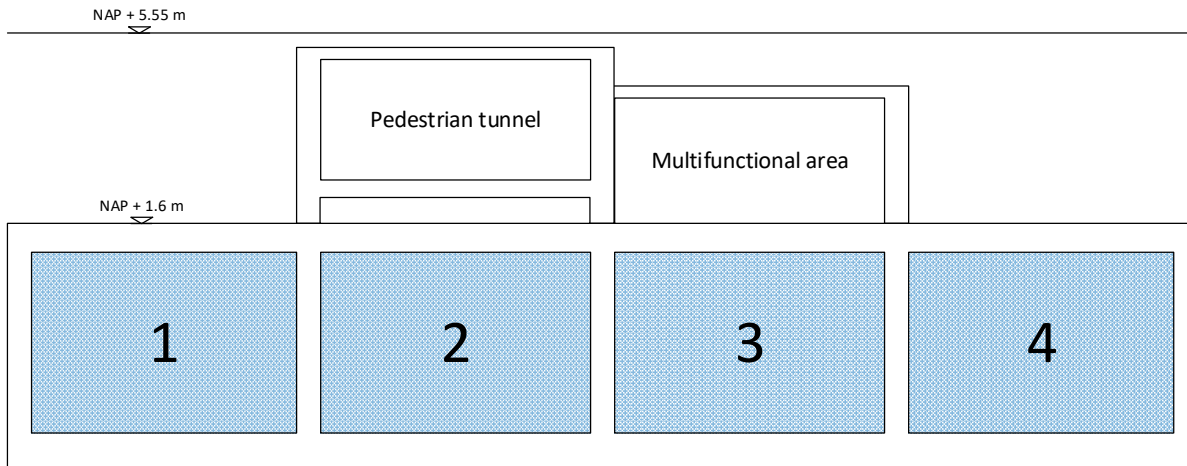 NAP + 5.55 m
Pedestrian tunnel
Multifunctional area
NAP + 1.6 m
1
2
3
4